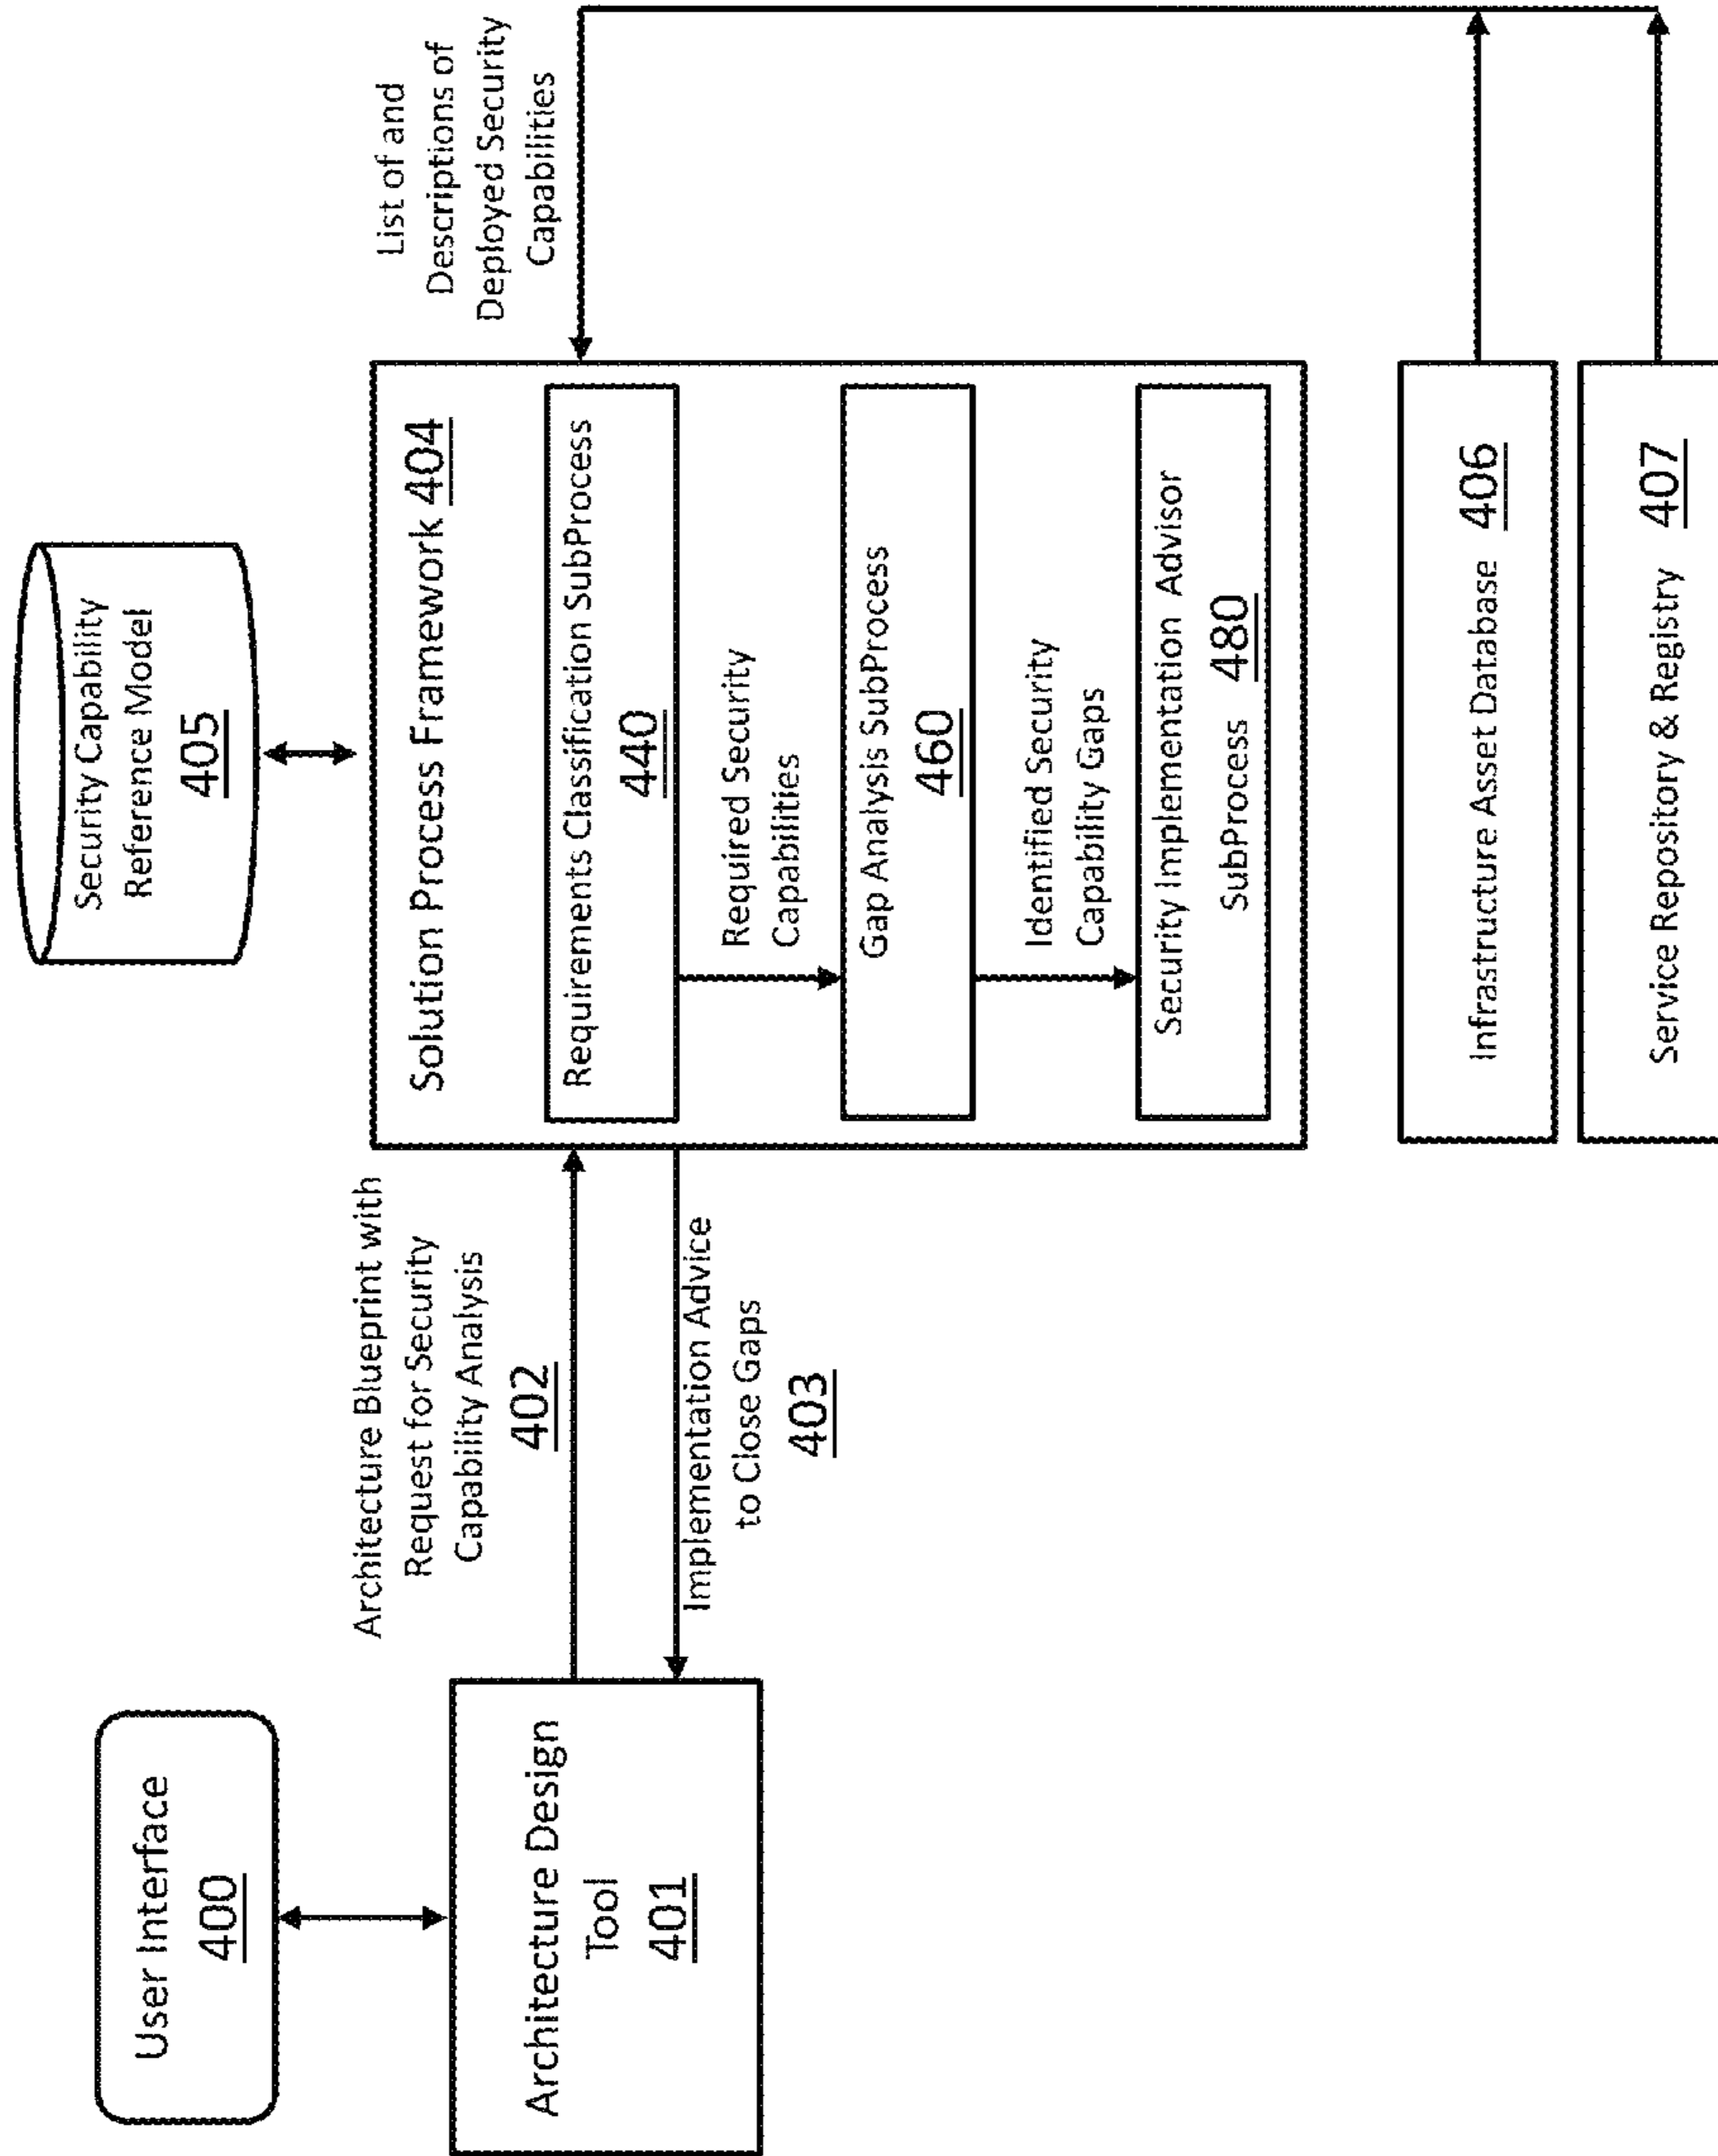 User Interface
400
Architecture Design
Tool
401
Architecture Blueprint with
Request for Security
Capability Analysis
402
Implementation Advice
to Close Gaps
403
Security Capability
Reference Model
405
Solution Process Framework 404
Requirements Classification SubProcess
440
Required Security
Capabilities
Gap Analysis SubProcess
460
Identified Security
Capability Gaps
Security Implementation Advisor
SubProcess 480
List of and
Descriptions of
Deployed Security
Capabilities
Infrastructure Asset Database 406
Service Repository & Registry 407